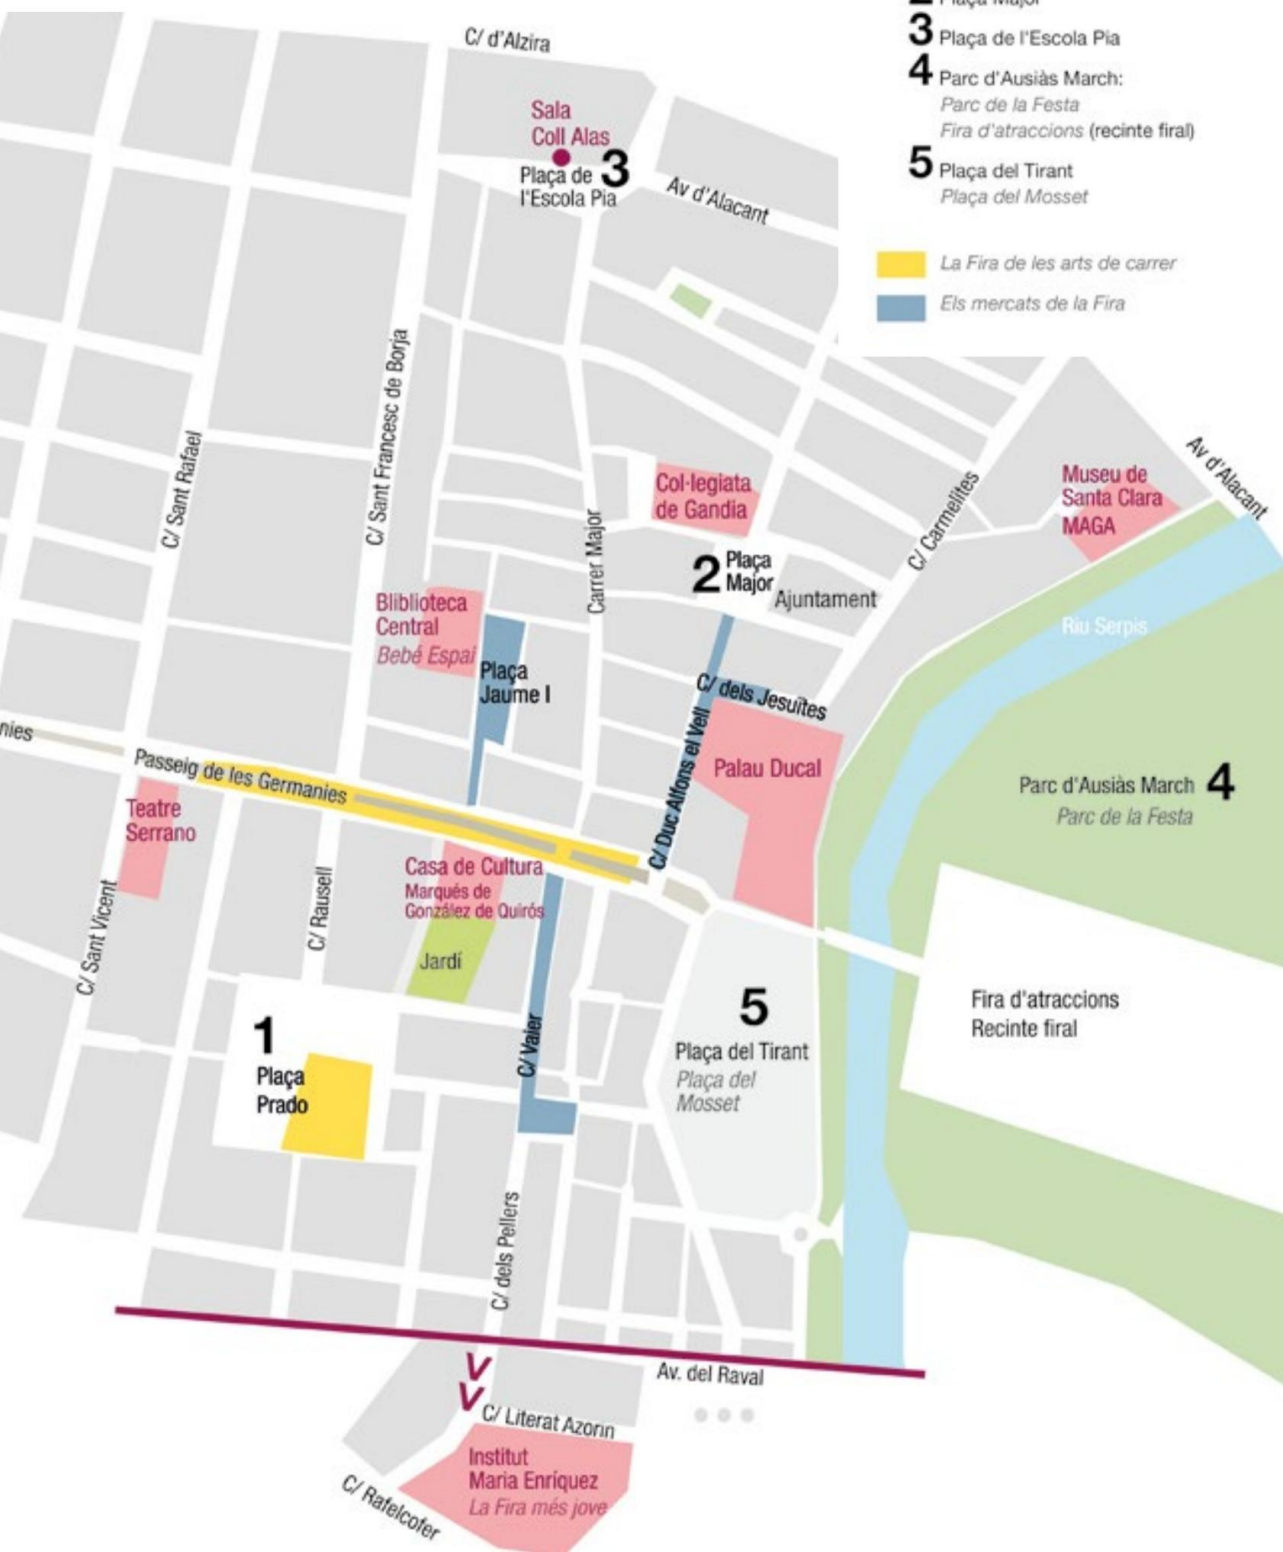 2 Plaça Major
3 Plaça de l'Escola Pia
4 Parc d'Ausiàs March:
Parc de la Festa
Fira d'atraccions (recinte firal)
5 Plaça del Tirant
Plaça del Mosset
La Fira de les arts de carrer
Els mercats de la Fira
C/ d'Alzira
Sala
Coll Alas
3
Plaça de
l'Escola Pia
Av d'Alacant
C/ Sant Francesc de Borja
C/ Sant Rafael
Col·legiata
de Gandia
Carrer Major
C/ Carmelites
Museu de
Santa Clara
MAGA
Av d'Alacant
2
Plaça
Major
Ajuntament
Riu Serpis
Bliblioteca
Central
Bebé Espai
Plaça
Jaume I
C/ dels Jesuïtes
C/ Duc Alfons el Vell
Palau Ducal
nies
Passeig de les Germanies
Parc d'Ausiàs March 4
Parc de la Festa
Teatre
Serrano
Casa de Cultura
Marqués de
González de Quirós
C/ Rausell
C/ Sant Vicent
Jardí
1
Plaça
Prado
C/ Vaier
5
Plaça del Tirant
Plaça del
Mosset
Fira d'atraccions
Recinte firal
C/ dels Pellers
Av. del Raval
C/ Literat Azorín
Institut
Maria Enríquez
La Fira més jove
C/ Rafelcofer